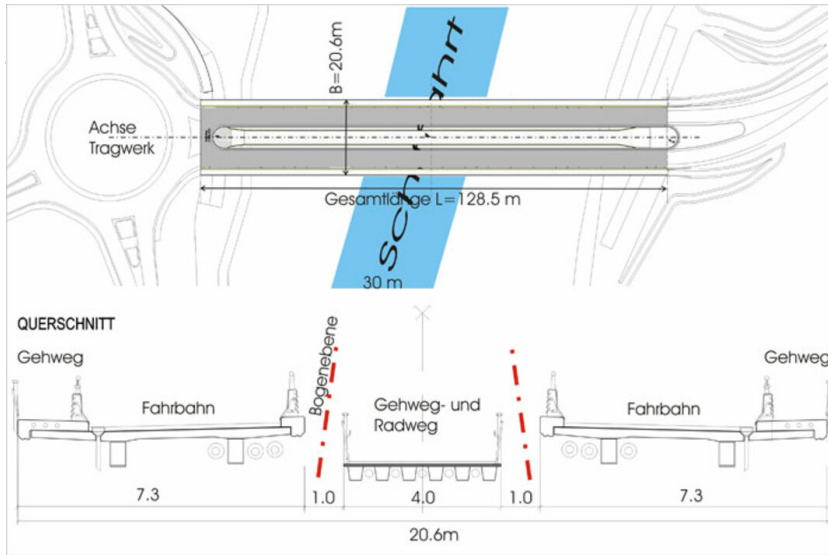 B=20.6m
Achse
Tragwerk
Gesamtlänge L=128.5 m
30 m
QUERSCHNITT
Gehweg
Fahrbahn
Bogenebene
Gehweg- und
Radweg
Fahrbahn
Gehweg
7.3
1.0
4.0
1.0
7.3
20.6m